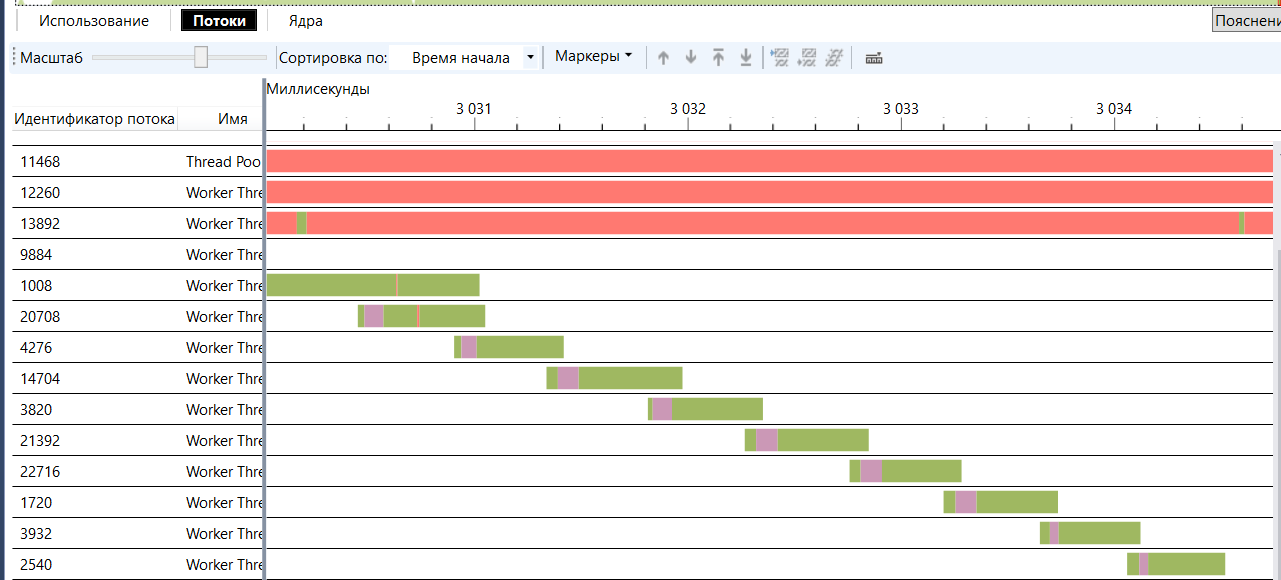 Использование Потоки Ядра Пояснени
Масштаб Сортировка по: Время начала Маркеры
Миллисекунды
3 031 3 032 3 033 3 034
Идентификатор потока Имя
11468 Thread Poo
12260 Worker Thre
13892 Worker Thre
9884 Worker Thre
1008 Worker Thre
20708 Worker Thre
4276 Worker Thre
14704 Worker Thre
3820 Worker Thre
21392 Worker Thre
22716 Worker Thre
1720 Worker Thre
3932 Worker Thre
2540 Worker Thre